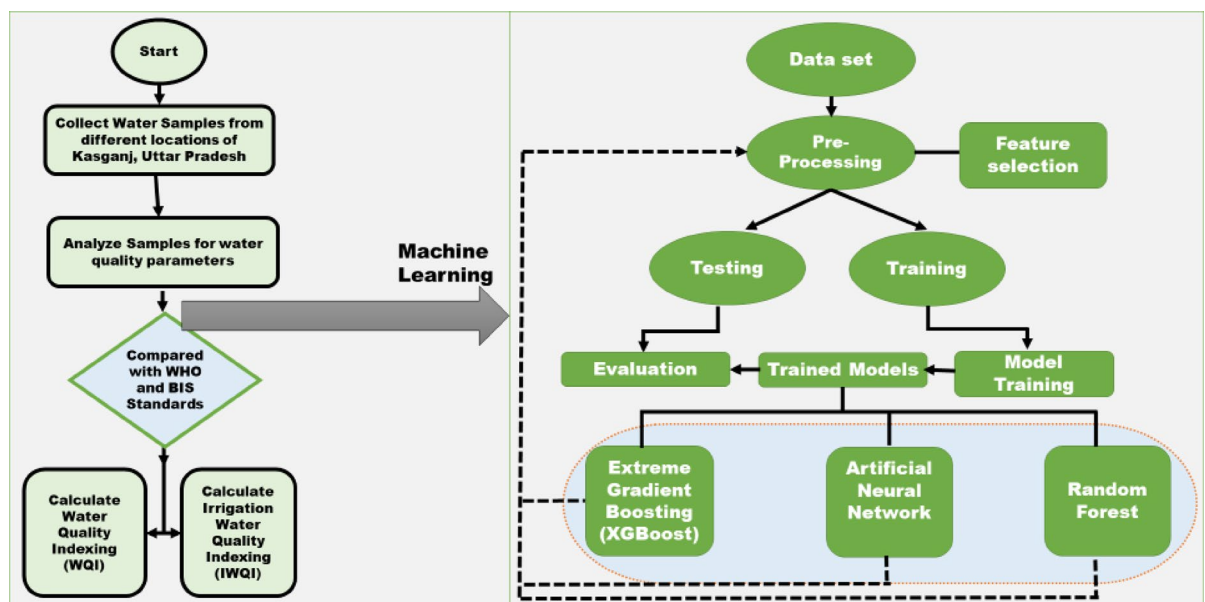 Start
Collect Water Samples from
different locations of
Kasganj, Uttar Pradesh
Analyze Samples for water
quality parameters
Compared
with WHO
and BIS
Standards
Calculate
Water
Quality
Indexing
(WQI)
Calculate
Irrigation
Water
Quality
Indexing
(IWQI)
Machine
Learning
Data set
Pre-
Processing
Feature
selection
Testing
Training
Evaluation
Trained Models
Model
Training
Extreme
Gradient
Boosting
(XGBoost)
Artificial
Neural
Network
Random
Forest